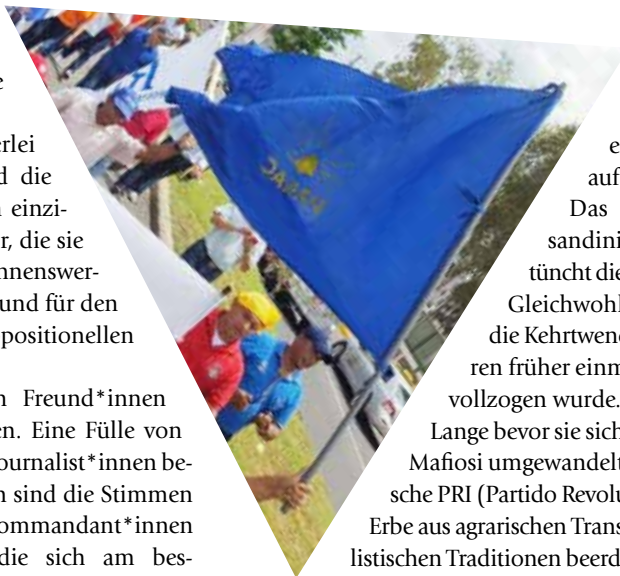 e
rlei
d die
einzi-
r, die sie
nnenswer-
und für den
positionellen
n Freund*innen
en. Eine Fülle von
ournalist*innen be-
n sind die Stimmen
ommandant*innen
die sich am bes-
e
auf
Das
sandini
tüncht die
Gleichwohl
die Kehrtwend
ren früher einm
vollzogen wurde.
Lange bevor sie sich
Mafiosi umgewandelt
sche PRI (Partido Revolu
Erbe aus agrarischen Trans
listischen Traditionen beerd